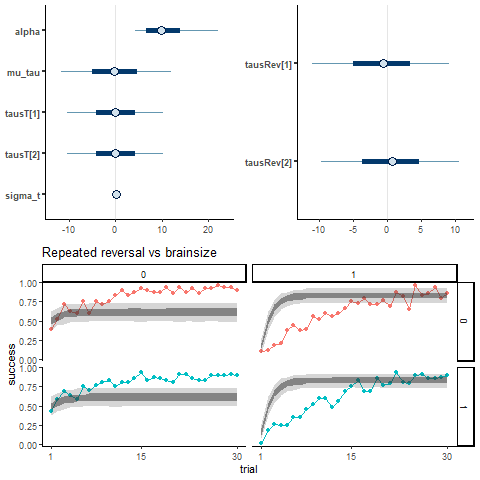 alpha
mu_tau
tausT[1]
tausT[2]
sigma_t
-10 0 10 20
tausRev[1]
tausRev[2]
-10 -5 0 5 10
Repeated reversal vs brainsize
0 1
success
1.00
0.75
0.50
0.25
0.00
0
1.00
0.75
0.50
0.25
0.00
1
1 15 30 1 15 30
trial